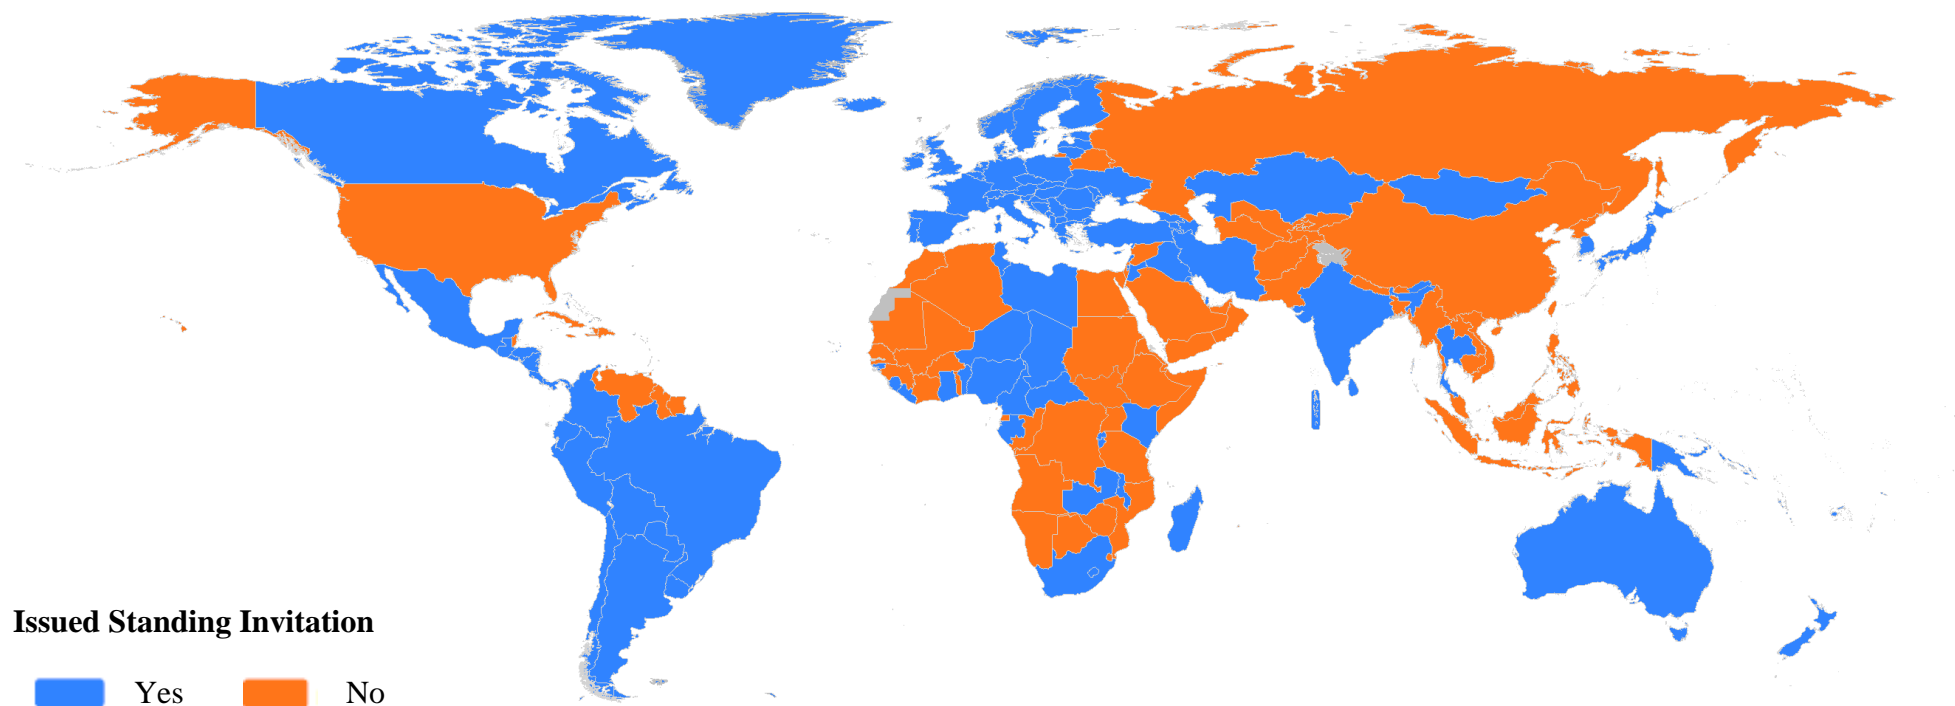 Issued Standing Invitation
Yes No